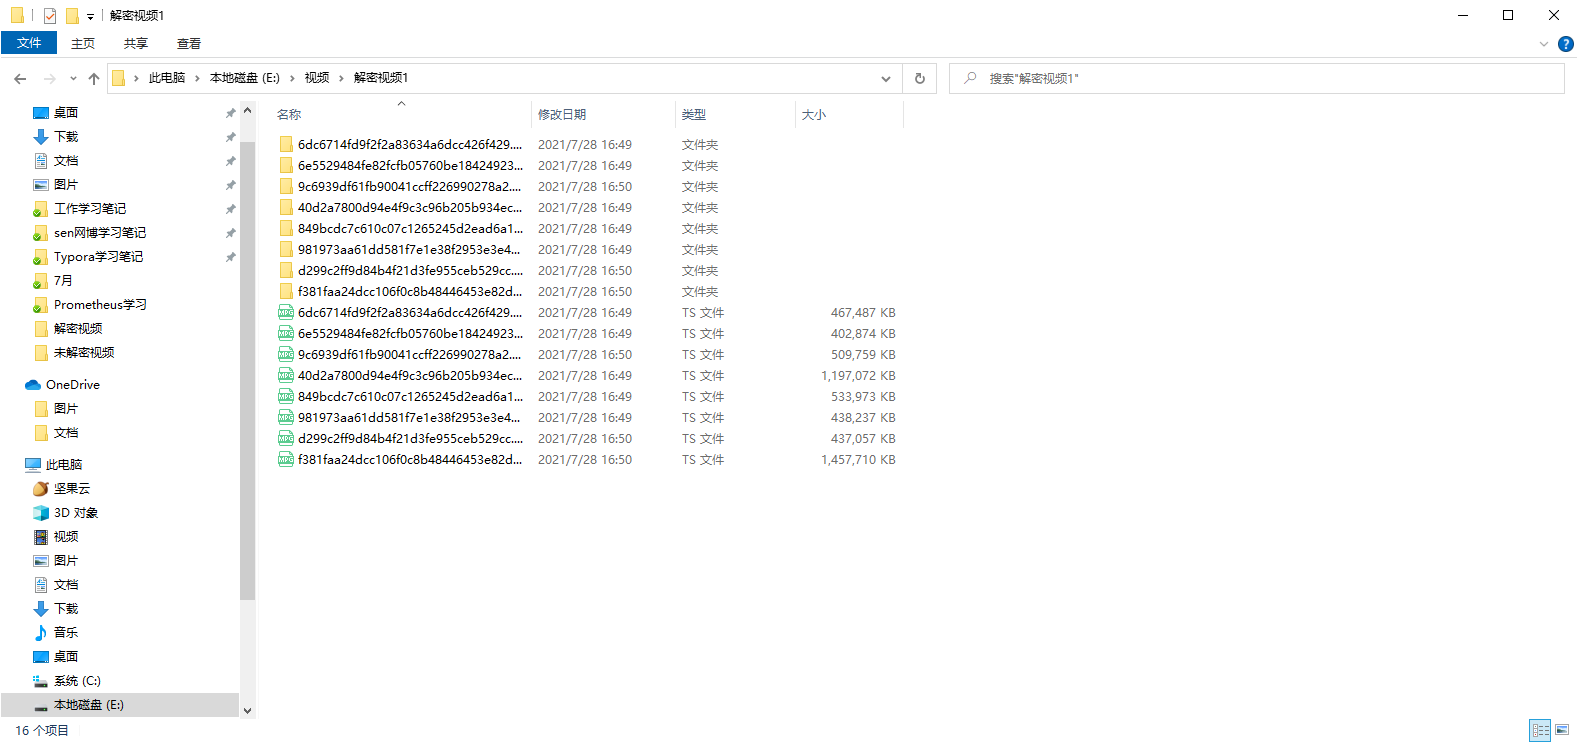 解密视频1
文件 主页 共享 查看
此电脑 本地磁盘 (E:) 视频 解密视频1
搜索"解密视频1"
桌面
下载
文档
图片
工作学习笔记
sen网博学习笔记
Typora学习笔记
7月
Prometheus学习
解密视频
未解密视频
OneDrive
图片
文档
此电脑
坚果云
3D 对象
视频
图片
文档
下载
音乐
桌面
系统 (C:)
本地磁盘 (E:)
名称 修改日期 类型 大小
6dc6714fd9f2f2a83634a6dcc426f429.... 2021/7/28 16:49 文件夹
6e5529484fe82fcfb05760be18424923... 2021/7/28 16:49 文件夹
9c6939df61fb90041ccff226990278a2.... 2021/7/28 16:50 文件夹
40d2a7800d94e4f9c3c96b205b934ec... 2021/7/28 16:49 文件夹
849bcdc7c610c07c1265245d2ead6a1... 2021/7/28 16:49 文件夹
981973aa61dd581f7e1e38f2953e3e4... 2021/7/28 16:49 文件夹
d299c2ff9d84b4f21d3fe955ceb529cc.... 2021/7/28 16:50 文件夹
f381faa24dcc106f0c8b48446453e82d... 2021/7/28 16:50 文件夹
6dc6714fd9f2f2a83634a6dcc426f429.... 2021/7/28 16:49 TS 文件 467,487 KB
6e5529484fe82fcfb05760be18424923... 2021/7/28 16:49 TS 文件 402,874 KB
9c6939df61fb90041ccff226990278a2.... 2021/7/28 16:50 TS 文件 509,759 KB
40d2a7800d94e4f9c3c96b205b934ec... 2021/7/28 16:49 TS 文件 1,197,072 KB
849bcdc7c610c07c1265245d2ead6a1... 2021/7/28 16:49 TS 文件 533,973 KB
981973aa61dd581f7e1e38f2953e3e4... 2021/7/28 16:49 TS 文件 438,237 KB
d299c2ff9d84b4f21d3fe955ceb529cc.... 2021/7/28 16:50 TS 文件 437,057 KB
f381faa24dcc106f0c8b48446453e82d... 2021/7/28 16:50 TS 文件 1,457,710 KB
16 个项目